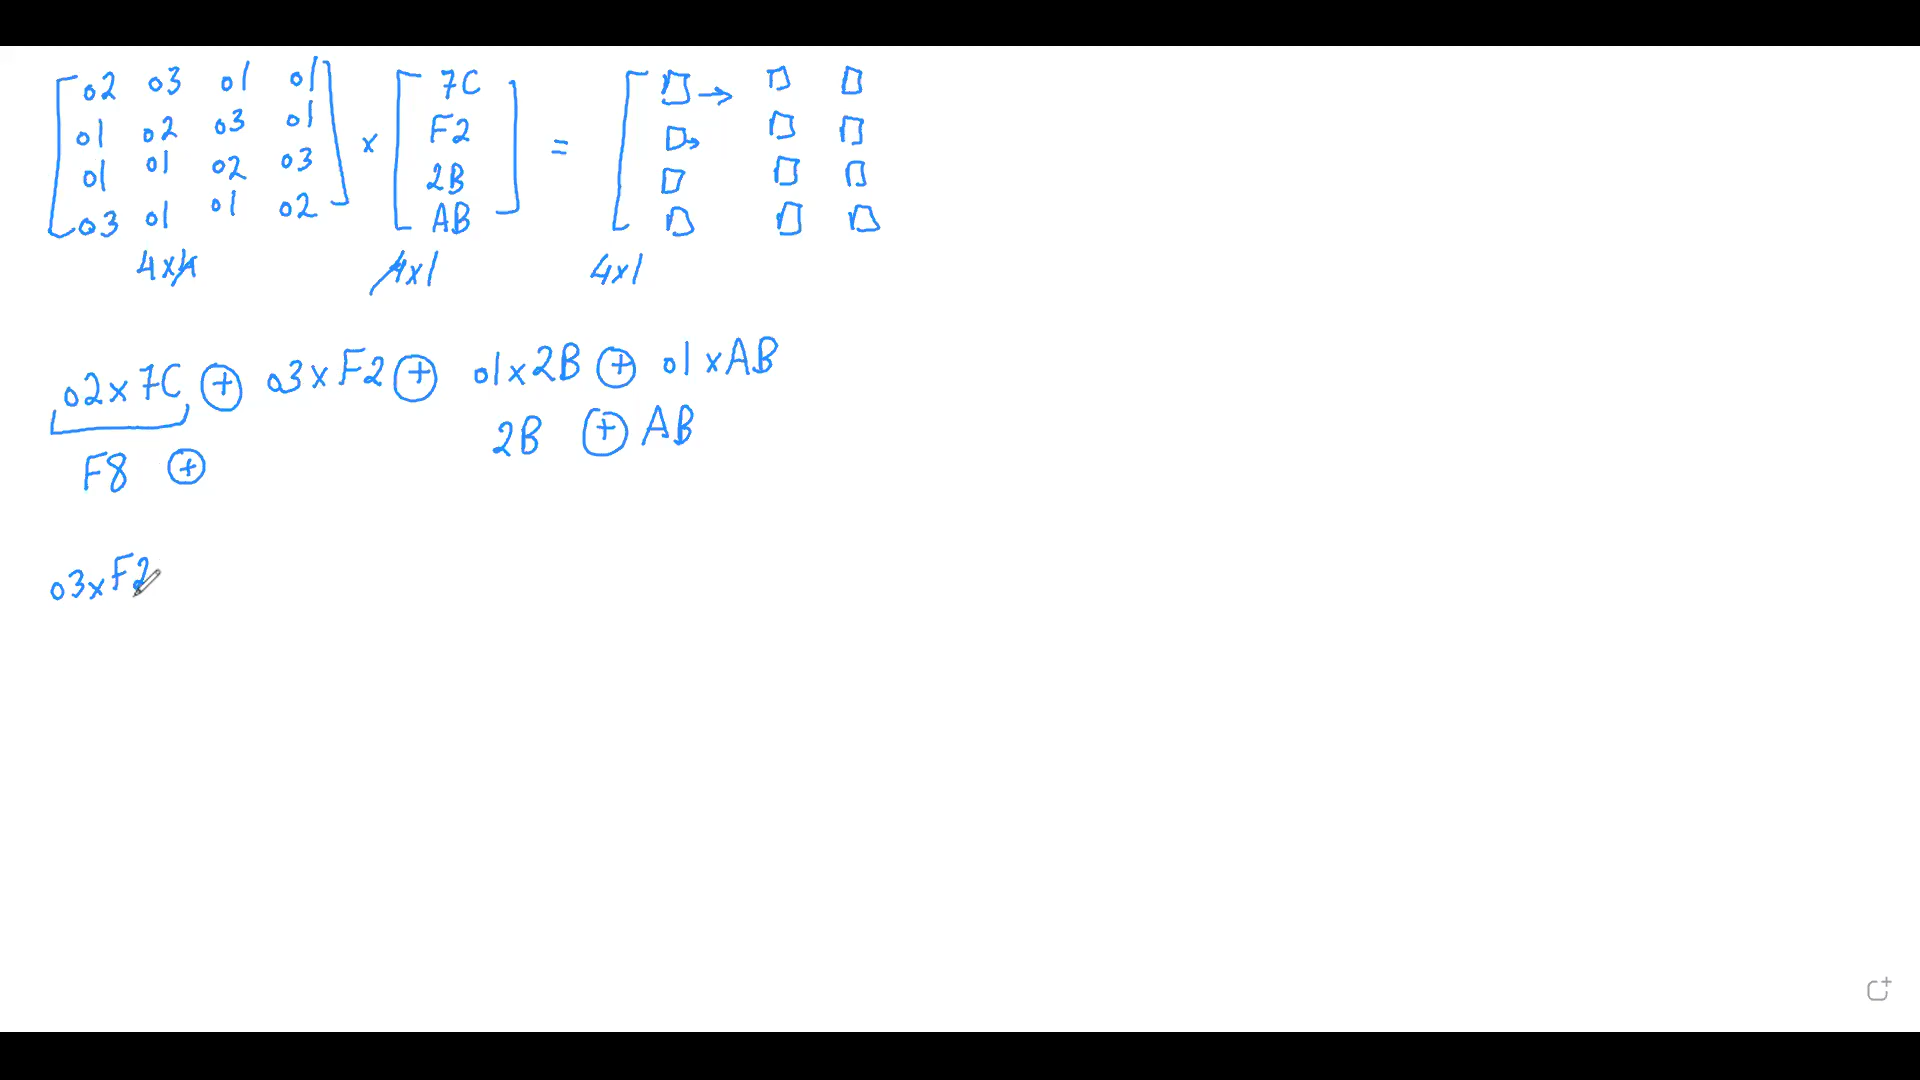 02 03 01 01 7C
01 02 03 01 × F2 =
01 01 02 03 2B
03 01 01 02 AB
4x4 4x1 4x1
02x7C ⊕ 03xF2 ⊕ 01x2B ⊕ 01xAB
F8 ⊕ 2B ⊕ AB
03xF2